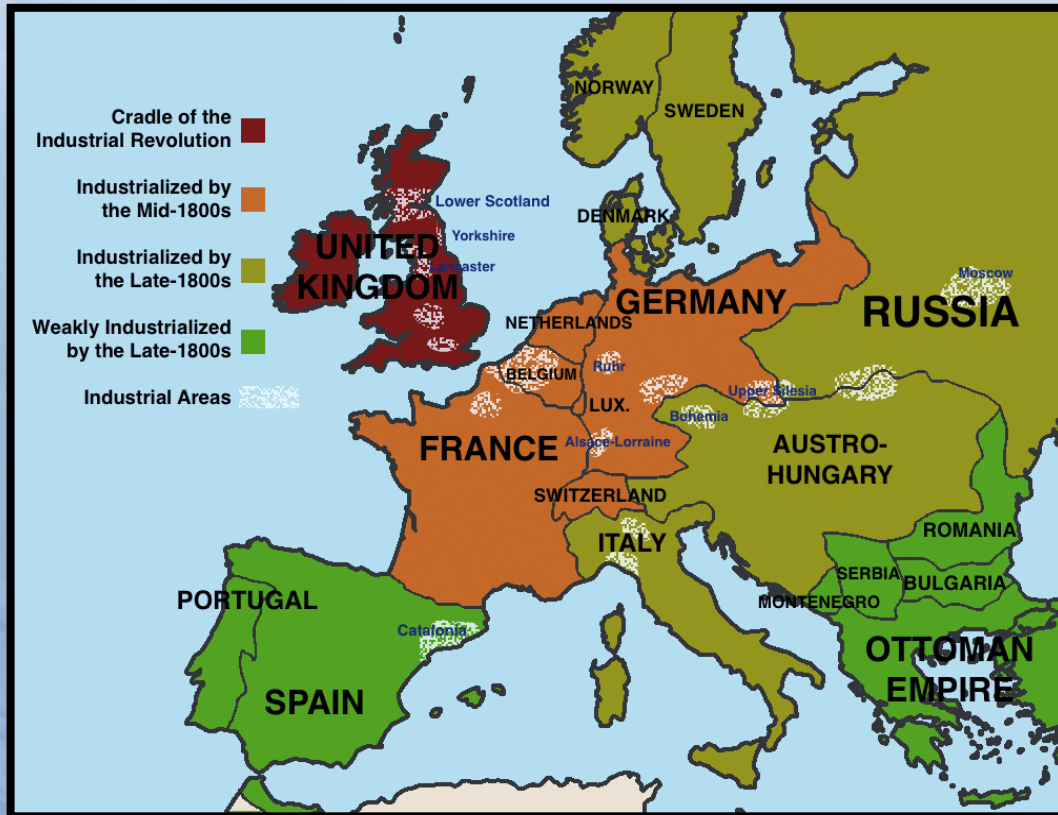 Cradle of the
Industrial Revolution
Industrialized by
the Mid-1800s
Industrialized by
the Late-1800s
Weakly Industrialized
by the Late-1800s
Industrial Areas
NORWAY
SWEDEN
DENMARK
Lower Scotland
Yorkshire
Lancaster
UNITED
KINGDOM
Moscow
RUSSIA
GERMANY
NETHERLANDS
BELGIUM
Ruhr
LUX.
Upper Silesia
Bohemia
Alsace-Lorraine
FRANCE
AUSTRO-
HUNGARY
SWITZERLAND
ITALY
ROMANIA
SERBIA
BULGARIA
MONTENEGRO
PORTUGAL
Catalonia
SPAIN
OTTOMAN
EMPIRE